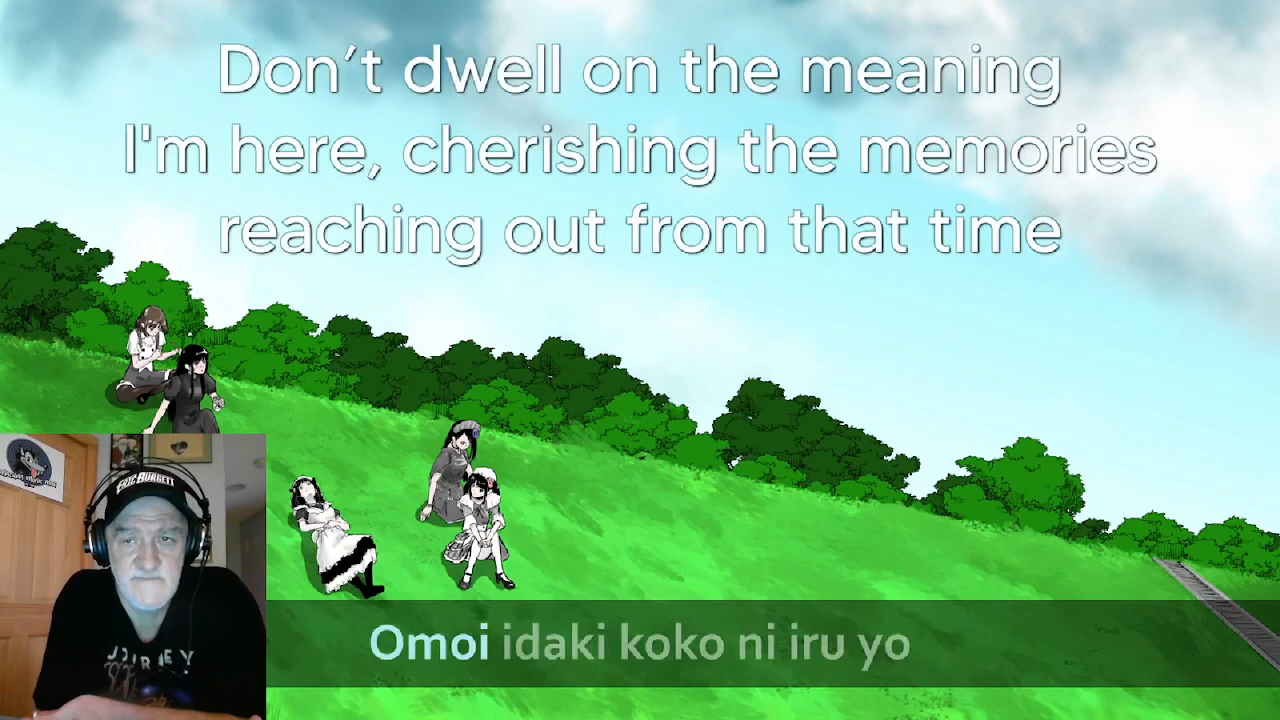 Don't dwell on the meaning
I'm here, cherishing the memories
reaching out from that time
ERIC BURGETT
JOURNEY
Omoi idaki koko ni iru yo